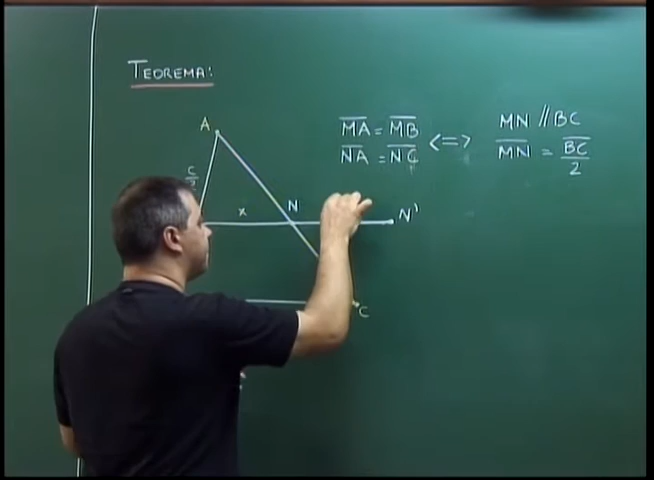 TEOREMA:
A
MA = MB
NA = NC
<=>
MN // BC
MN = BC/2
c/2
x
N
N'
C